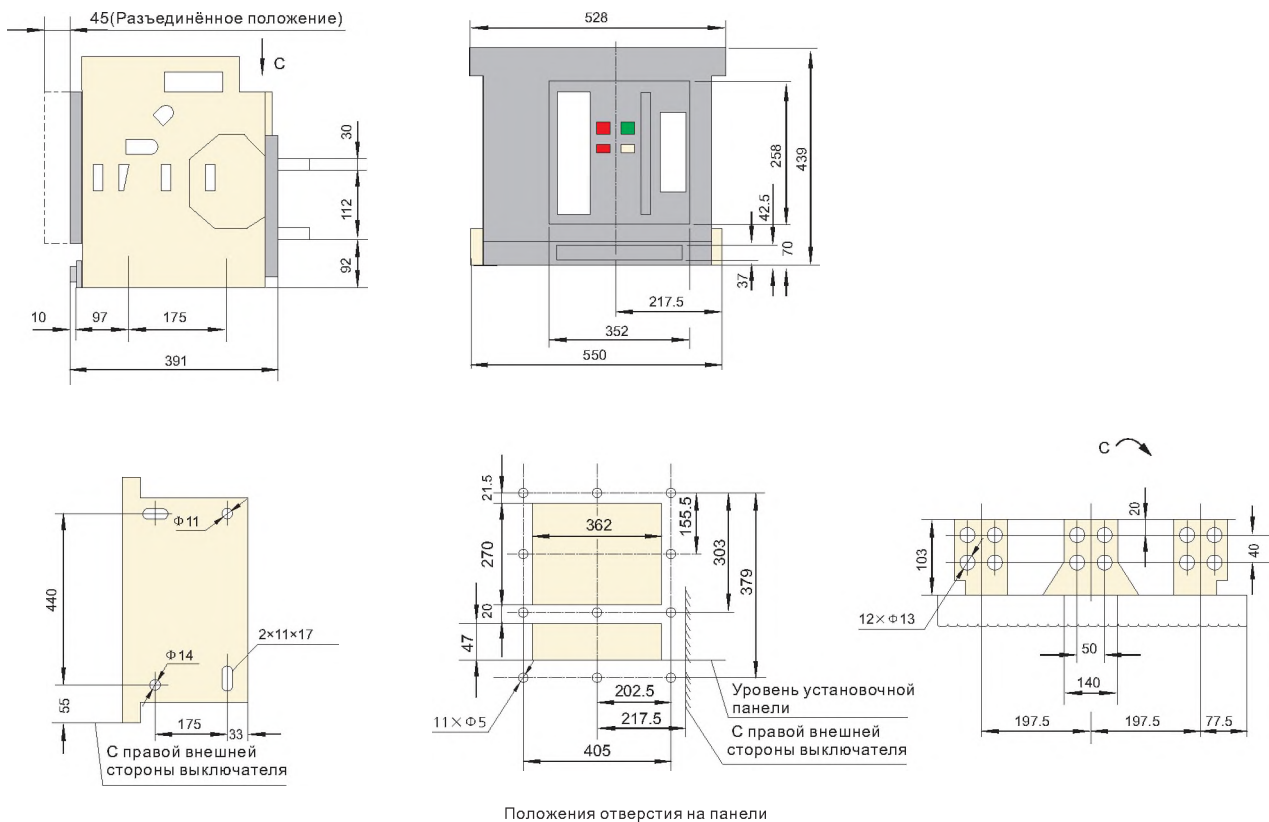 45(Разъединённое положение)
C
30
112
92
10
97
175
391
528
258
439
42.5
70
37
217.5
352
550
440
55
Φ11
2×11×17
Φ14
175
33
С правой внешней
стороны выключателя
21.5
270
20
47
362
155.5
303
379
11×Φ5
202.5
217.5
405
Уровень установочной
панели
С правой внешней
стороны выключателя
C
20
103
40
12×Φ13
50
140
197.5
197.5
77.5
Положения отверстия на панели